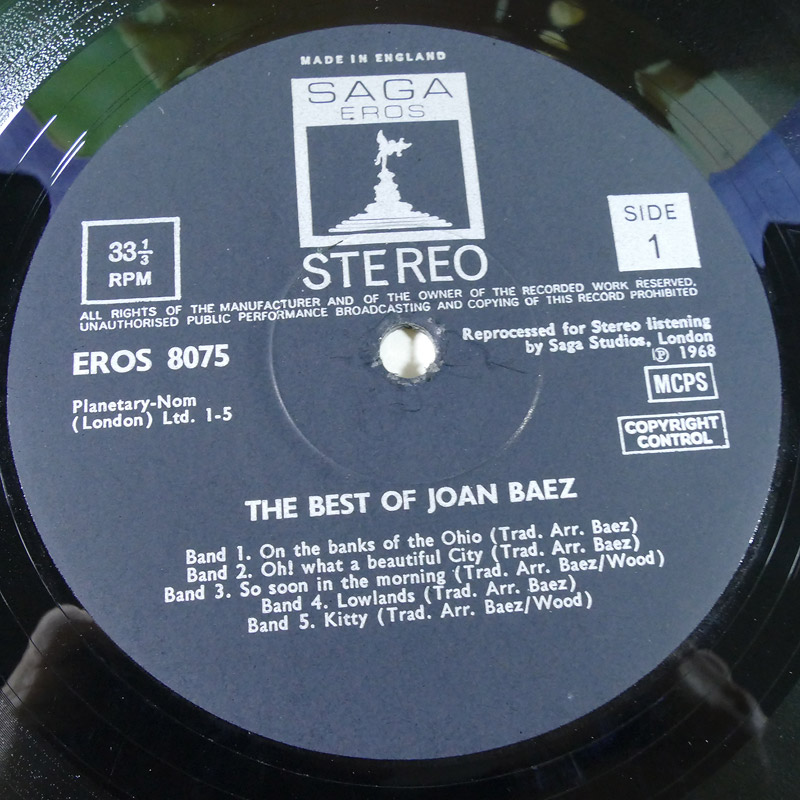 MADE IN ENGLAND
SAGA
EROS
STEREO
33⅓
RPM
SIDE
1
ALL RIGHTS OF THE MANUFACTURER AND OF THE OWNER OF THE RECORDED WORK RESERVED.
UNAUTHORISED PUBLIC PERFORMANCE BROADCASTING AND COPYING OF THIS RECORD PROHIBITED
EROS 8075
Planetary-Nom
(London) Ltd. 1-5
Reprocessed for Stereo listening
by Saga Studios, London
℗ 1968
MCPS
COPYRIGHT
CONTROL
THE BEST OF JOAN BAEZ
Band 1. On the banks of the Ohio (Trad. Arr. Baez)
Band 2. Oh! what a beautiful City (Trad. Arr. Baez)
Band 3. So soon in the morning (Trad. Arr. Baez/Wood)
Band 4. Lowlands (Trad. Arr. Baez)
Band 5. Kitty (Trad. Arr. Baez/Wood)